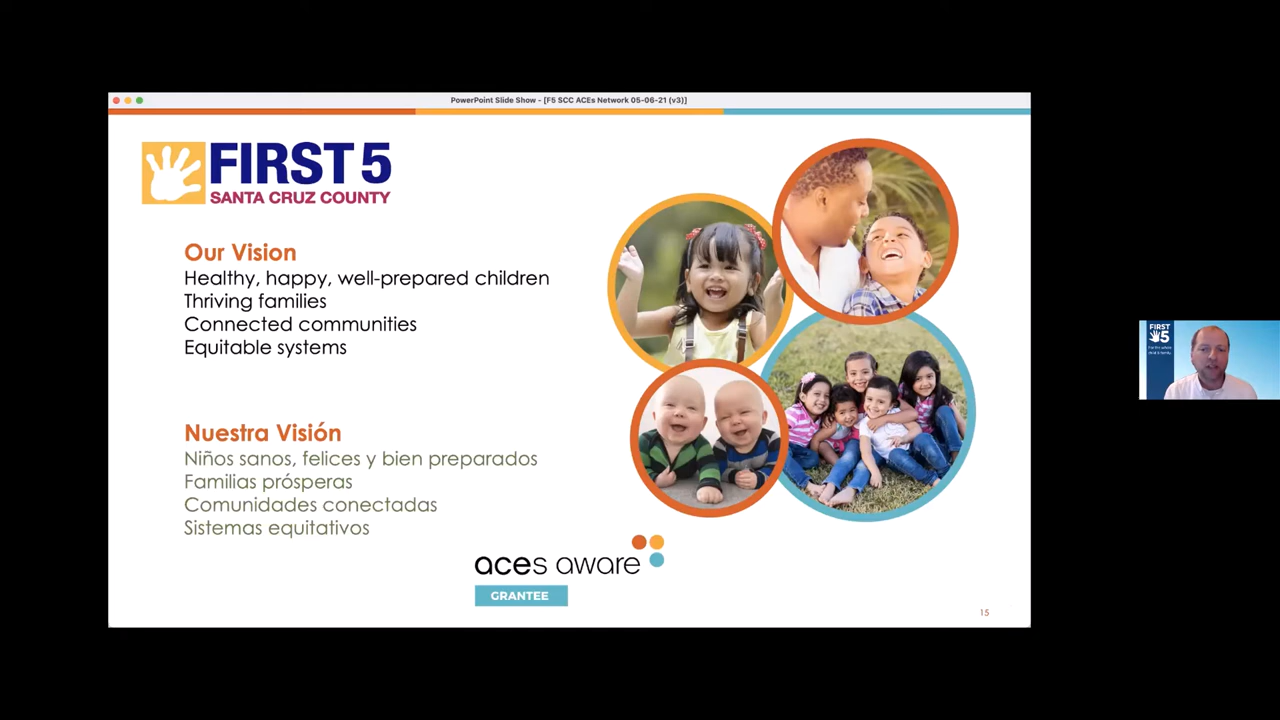 PowerPoint Slide Show - [F5 SCC ACEs Network 05-06-21 (v3)]
FIRST 5
SANTA CRUZ COUNTY
Our Vision
Healthy, happy, well-prepared children
Thriving families
Connected communities
Equitable systems
Nuestra Visión
Niños sanos, felices y bien preparados
Familias prósperas
Comunidades conectadas
Sistemas equitativos
aces aware
GRANTEE
15
FIRST
5